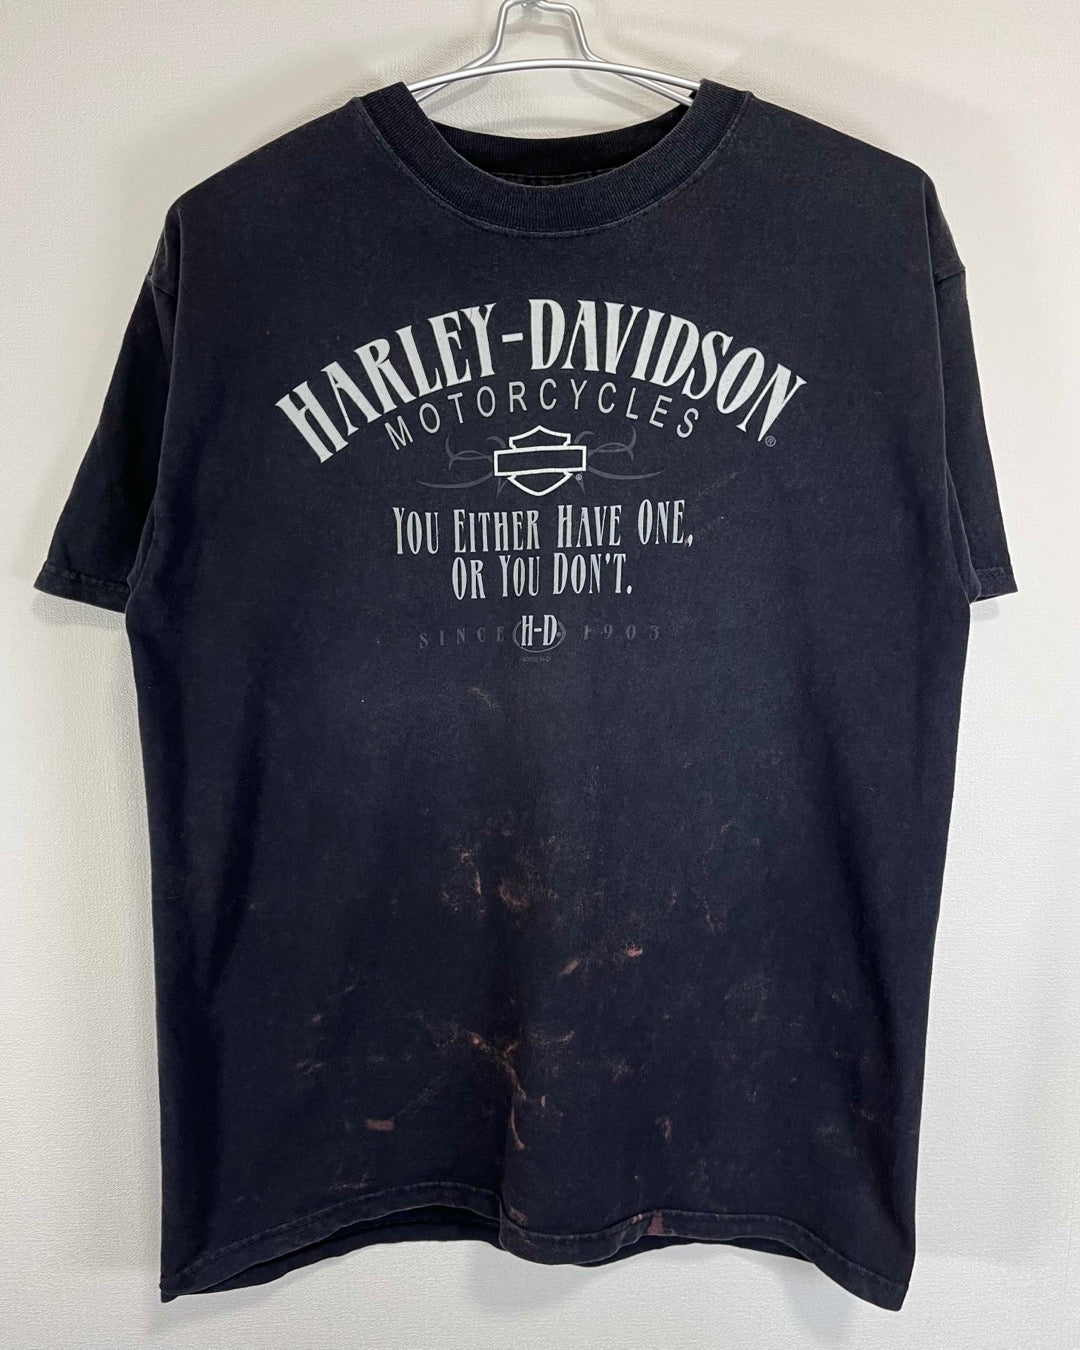 HARLEY-DAVIDSON®
MOTORCYCLES
®
YOU EITHER HAVE ONE,
OR YOU DON'T.
SINCE H-D 1903